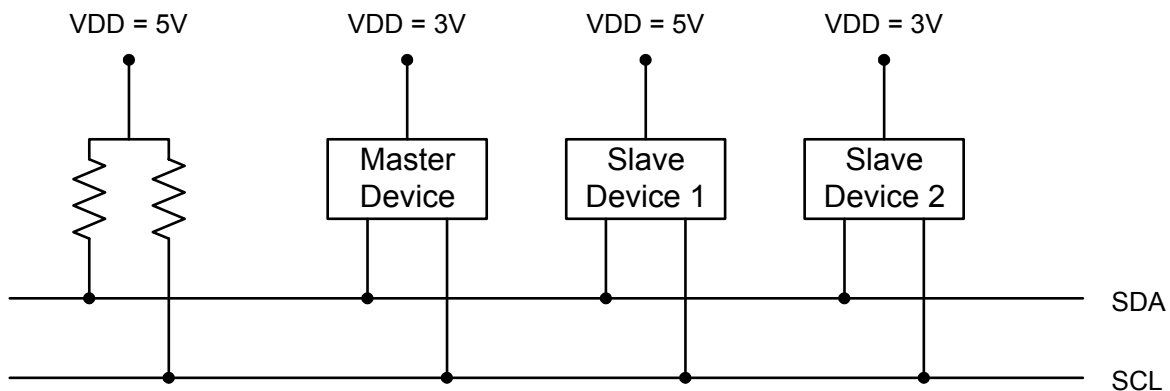 VDD = 5V
VDD = 3V
VDD = 5V
VDD = 3V
Master
Device
Slave
Device 1
Slave
Device 2
SDA
SCL